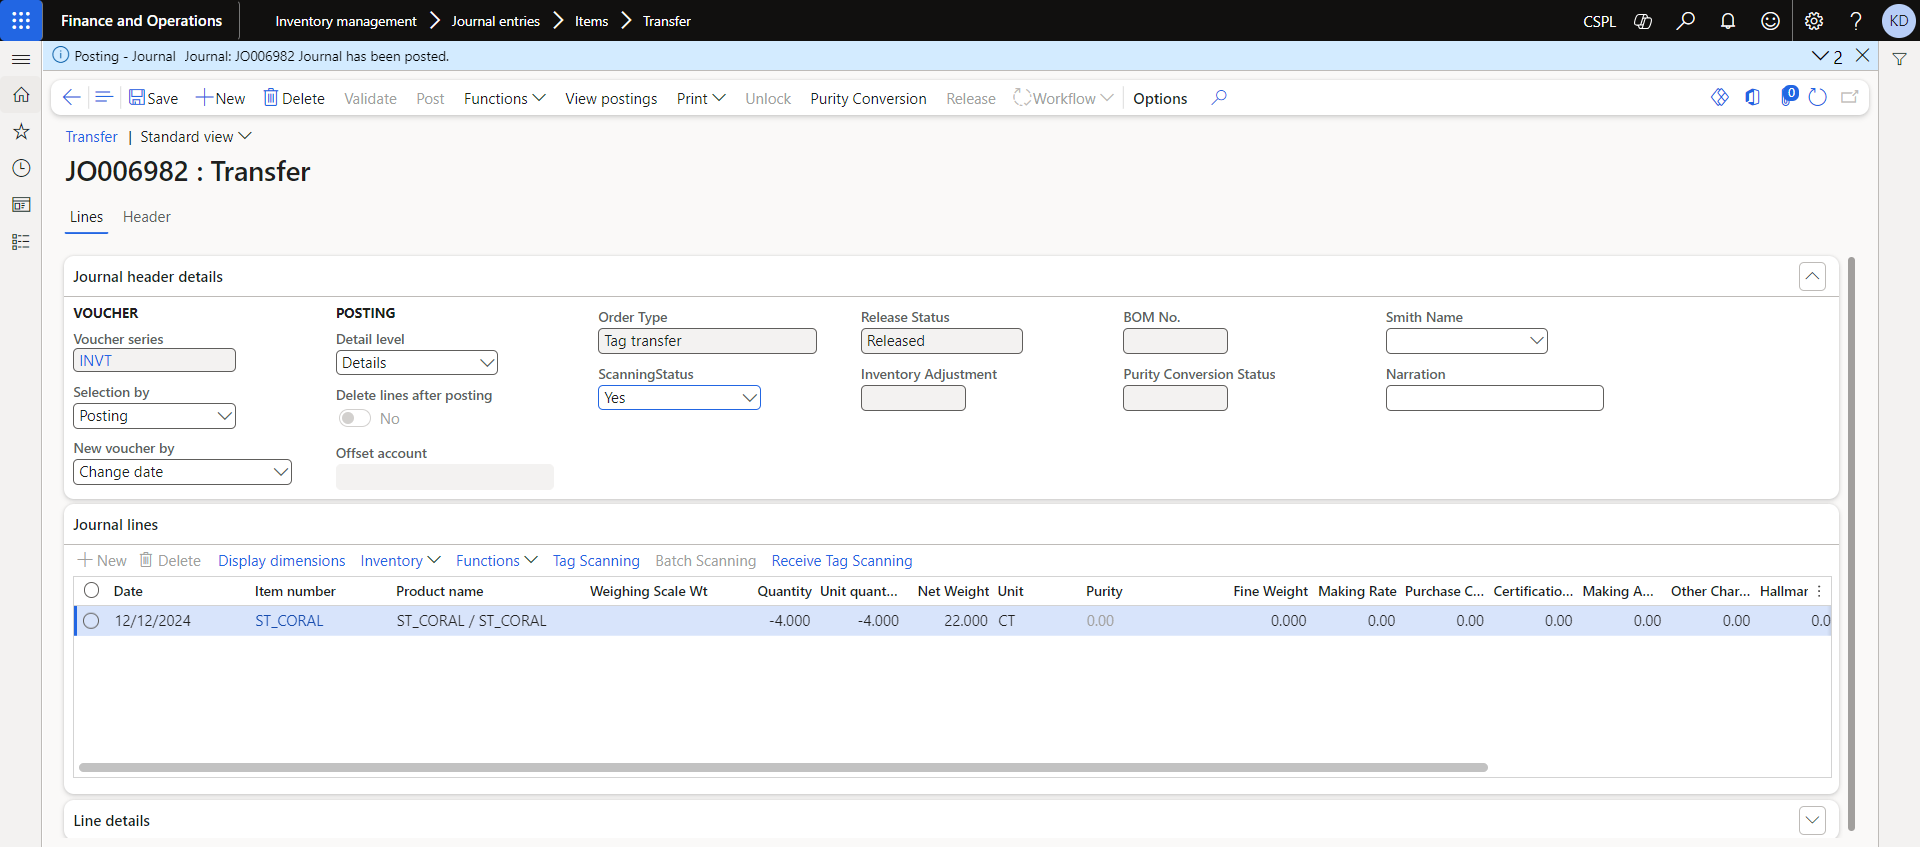 Finance and Operations
Inventory management > Journal entries > Items > Transfer
CSPL
KD
Posting - Journal Journal: JO006982 Journal has been posted.
2
Save New Delete Validate Post Functions View postings Print Unlock Purity Conversion Release Workflow Options
0
Transfer | Standard view
JO006982 : Transfer
Lines Header
Journal header details
VOUCHER
Voucher series
INVT
Selection by
Posting
New voucher by
Change date
POSTING
Detail level
Details
Delete lines after posting
No
Offset account
Order Type
Tag transfer
ScanningStatus
Yes
Release Status
Released
Inventory Adjustment
BOM No.
Purity Conversion Status
Smith Name
Narration
Journal lines
New Delete Display dimensions Inventory Functions Tag Scanning Batch Scanning Receive Tag Scanning
Date Item number Product name Weighing Scale Wt Quantity Unit quant... Net Weight Unit Purity Fine Weight Making Rate Purchase C... Certificatio... Making A... Other Char... Hallmar
12/12/2024 ST_CORAL ST_CORAL / ST_CORAL -4.000 -4.000 22.000 CT 0.00 0.000 0.00 0.00 0.00 0.00 0.00 0.0
Line details